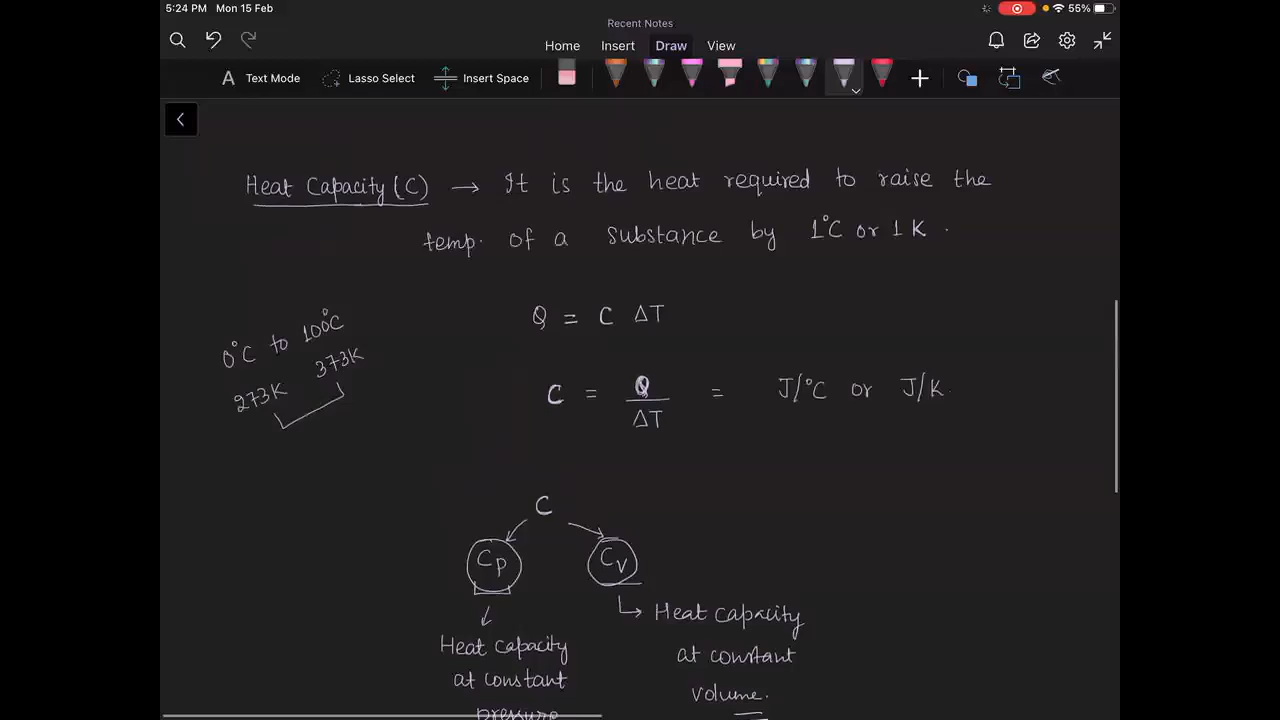 5:24 PM Mon 15 Feb
55%
Recent Notes
Home Insert Draw View
A Text Mode Lasso Select Insert Space
Heat Capacity (C) → It is the heat required to raise the
temp. of a substance by 1°C or 1 K.
Q = C ΔT
0°C to 100°C
273K 373K
C = Q/ΔT = J/°C or J/K
C
Cp Cv
Heat capacity
at constant
pressure
Heat capacity
at constant
volume.